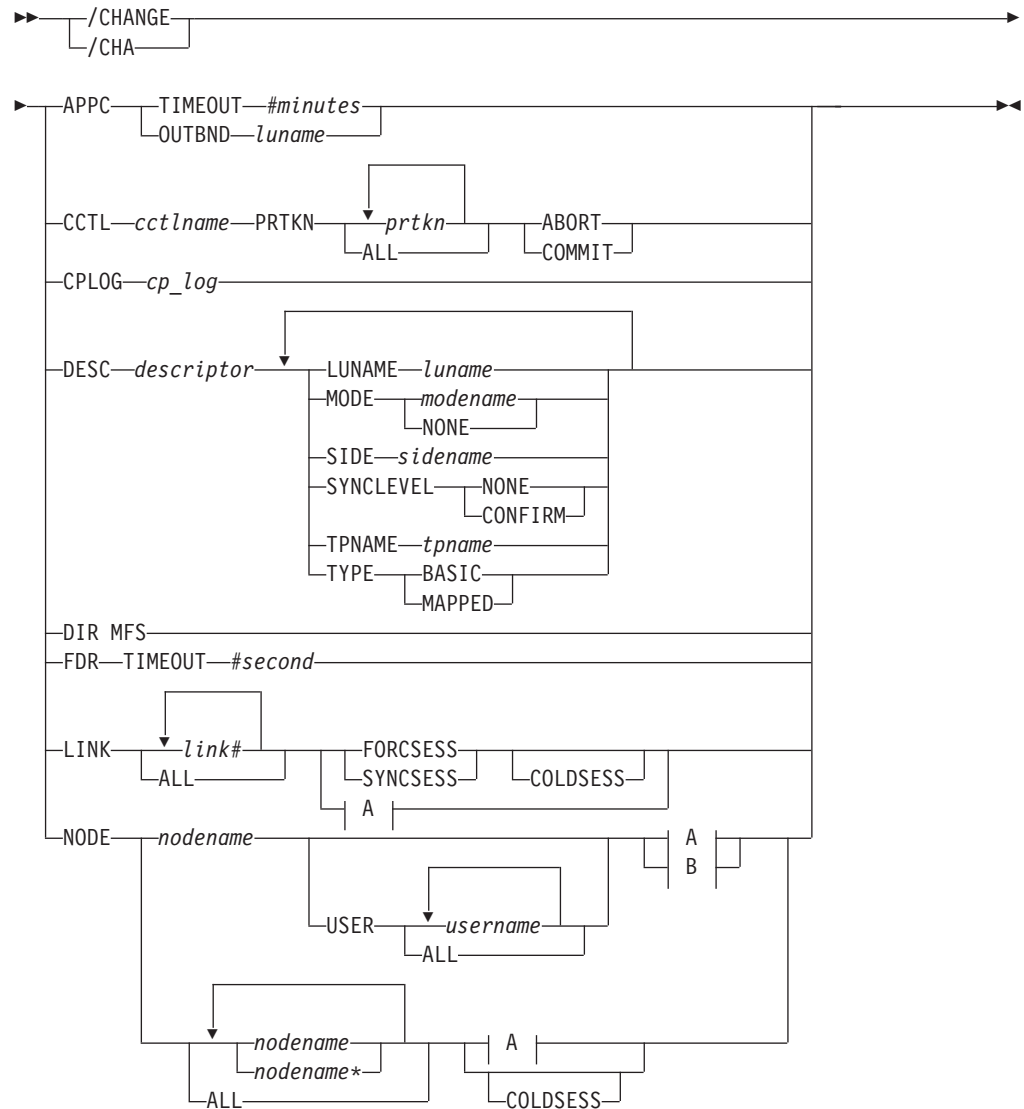 /CHANGE
/CHA
APPC TIMEOUT #minutes
OUTBND luname
CCTL cctlname PRTKN prtkn ABORT
ALL COMMIT
CPLOG cp_log
DESC descriptor LUNAME luname
MODE modename
NONE
SIDE sidename
SYNCLEVEL NONE
CONFIRM
TPNAME tpname
TYPE BASIC
MAPPED
DIR MFS
FDR TIMEOUT #second
LINK link# FORCSESS
ALL SYNCSESS COLDSESS
A
NODE nodename A
B
USER username
ALL
nodename A
nodename*
ALL COLDSESS